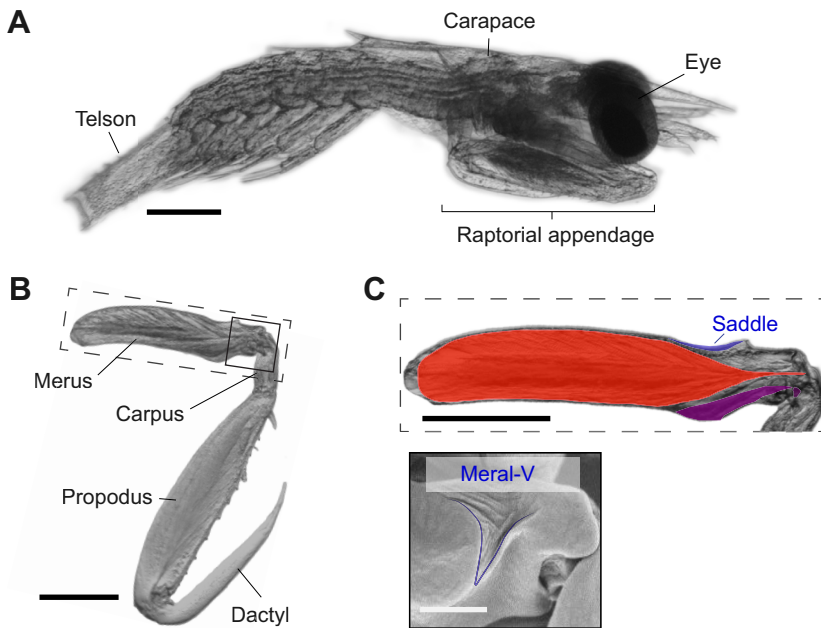 A
Carapace
Eye
Telson
Raptorial appendage
B
Merus
Carpus
Propodus
Dactyl
C
Saddle
Meral-V